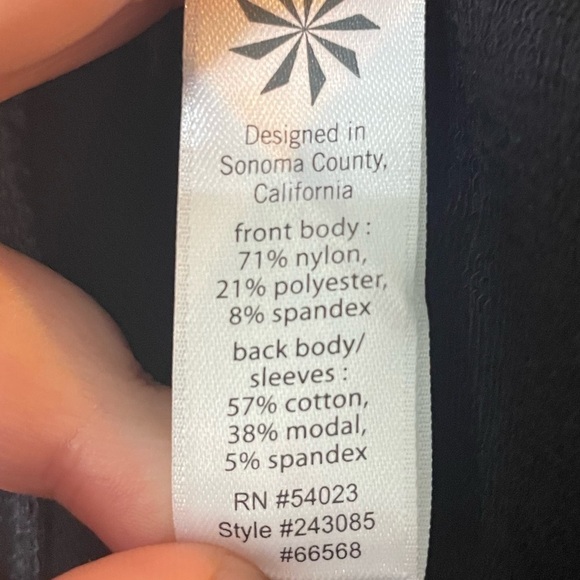 Designed in
Sonoma County,
California
front body :
71% nylon,
21% polyester,
8% spandex
back body/
sleeves :
57% cotton,
38% modal,
5% spandex
RN #54023
Style #243085
#66568